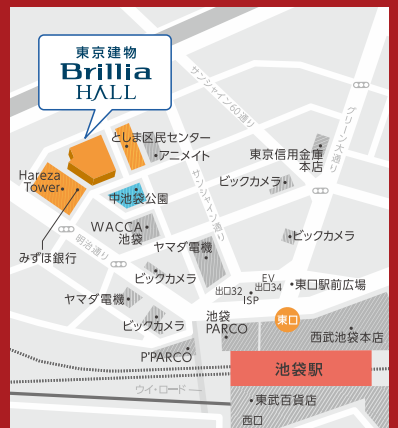 東京建物
Brillia
HALL
サンシャイン60通り
グリーン大通り
としま区民センター
アニメイト
東京信用金庫
本店
Hareza
Tower
中池袋公園
ビックカメラ
サンシャイン通り
WACCA
池袋
明治通り
ビックカメラ
みずほ銀行
ヤマダ電機
ビックカメラ
EV
出口32
出口34
東口駅前広場
ISP
ヤマダ電機
ビックカメラ
池袋
PARCO
東口
西武池袋本店
P'PARCO
池袋駅
ウイ・ロード
東武百貨店
西口